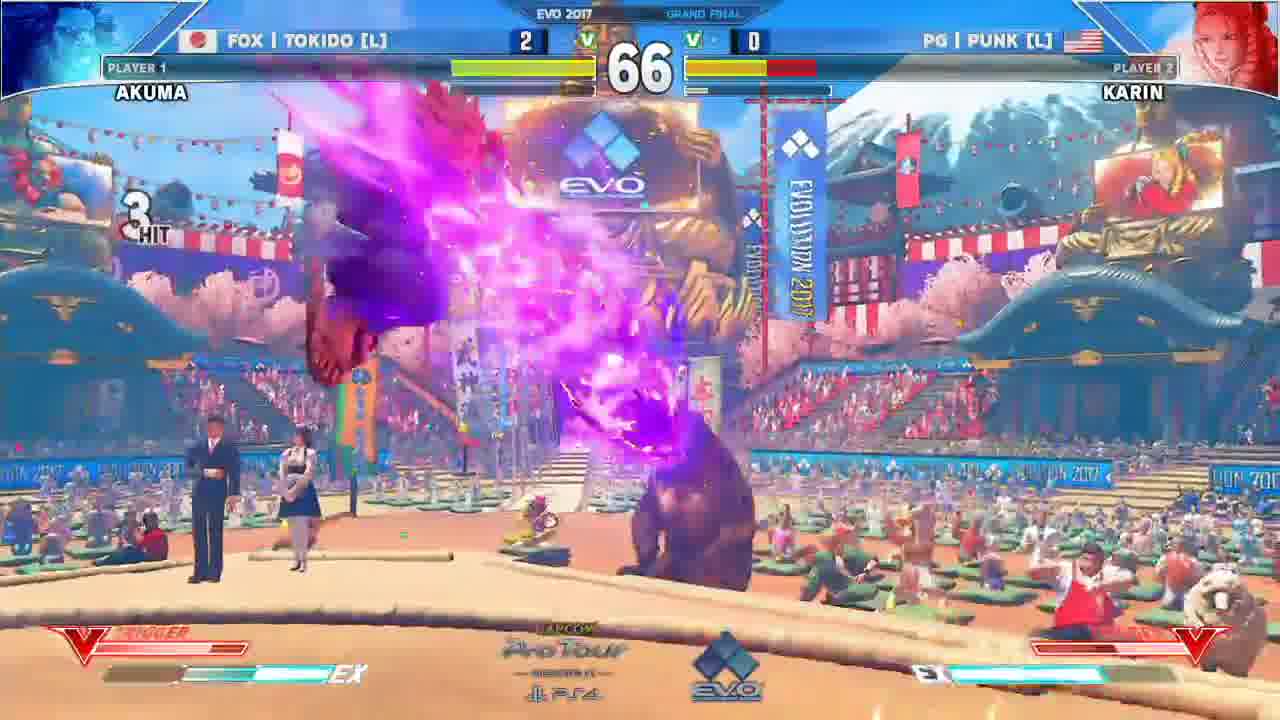 EVO 2017
GRAND FINAL
FOX | TOKIDO [L]
2
V
66
V
0
PG | PUNK [L]
PLAYER 1
PLAYER 2
AKUMA
KARIN
EVO
EVOLUTION 2017
3
HIT
V
TRIGGER
EX
CAPCOM
Pro Tour
PS4
EVO
V